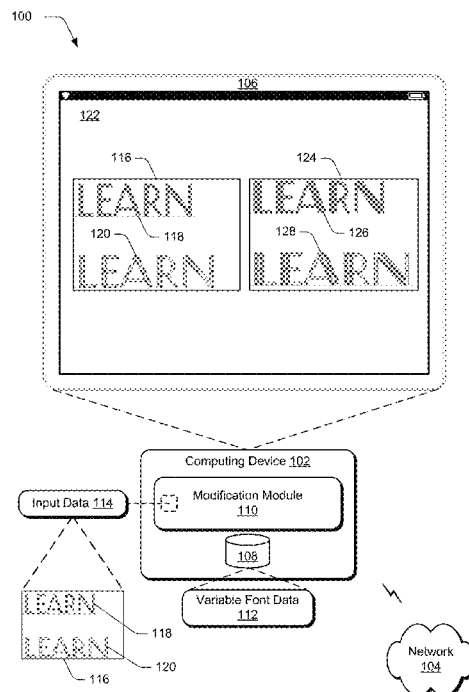 100
106
122
116
124
LEARN
LEARN
118
126
120
128
LEARN
LEARN
Computing Device 102
Input Data 114
Modification Module
110
108
Variable Font Data
112
LEARN
118
LEARN
120
116
Network
104